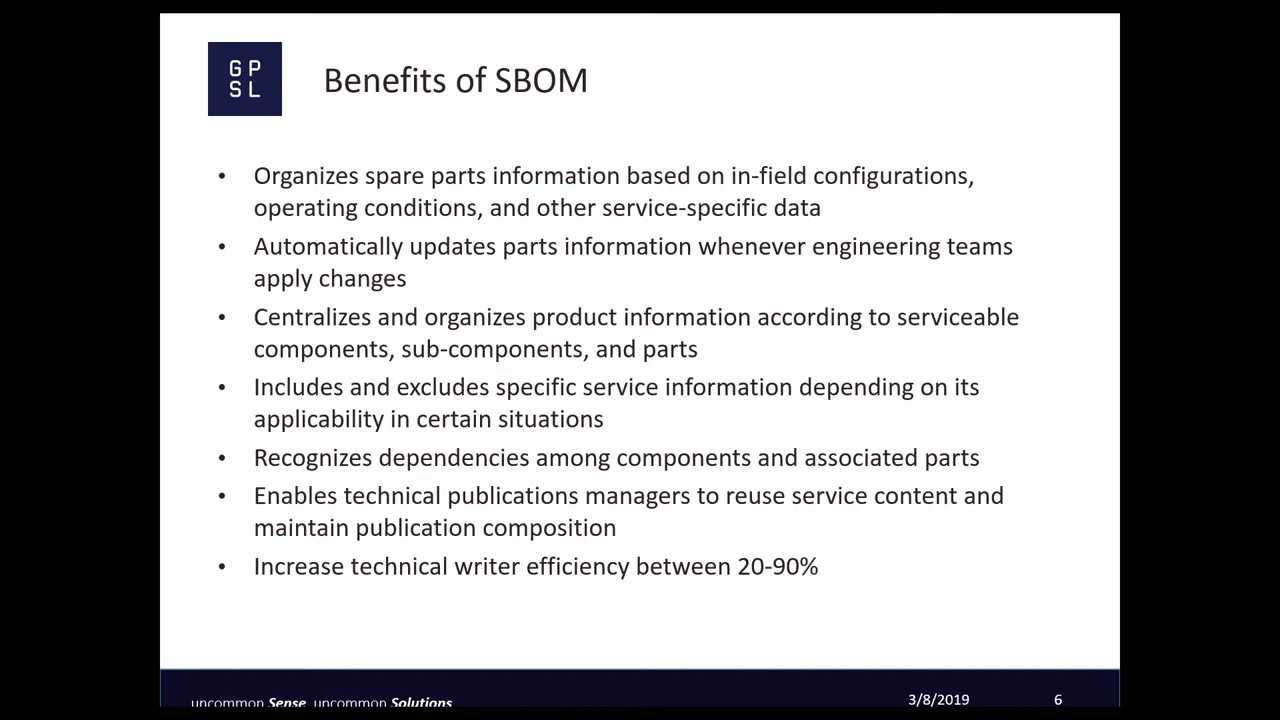 G P
S L
Benefits of SBOM
• Organizes spare parts information based on in-field configurations,
operating conditions, and other service-specific data
• Automatically updates parts information whenever engineering teams
apply changes
• Centralizes and organizes product information according to serviceable
components, sub-components, and parts
• Includes and excludes specific service information depending on its
applicability in certain situations
• Recognizes dependencies among components and associated parts
• Enables technical publications managers to reuse service content and
maintain publication composition
• Increase technical writer efficiency between 20-90%
uncommon Sense uncommon Solutions 3/8/2019 6